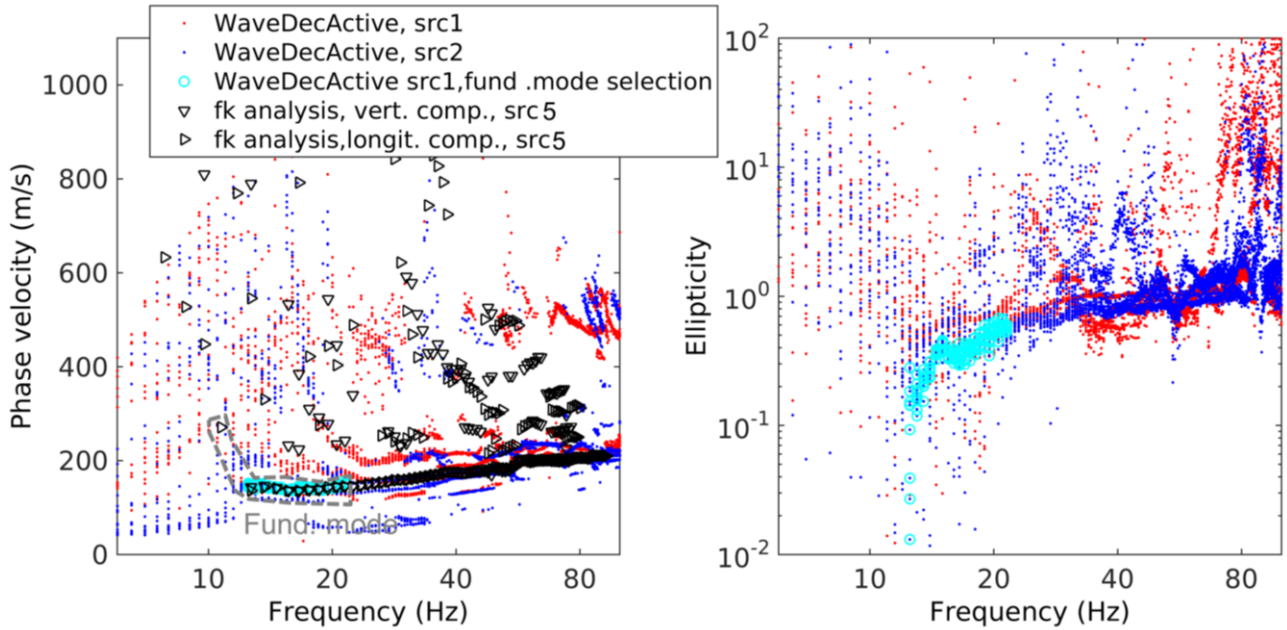 WaveDecActive, src1
WaveDecActive, src2
WaveDecActive src1,fund .mode selection
fk analysis, vert. comp., src5
fk analysis,longit. comp., src5
Phase velocity (m/s)
1000
800
600
400
200
0
Fund. mode
10 20 40 80
Frequency (Hz)
Ellipticity
10^2
10^1
10^0
10^-1
10^-2
10 20 40 80
Frequency (Hz)